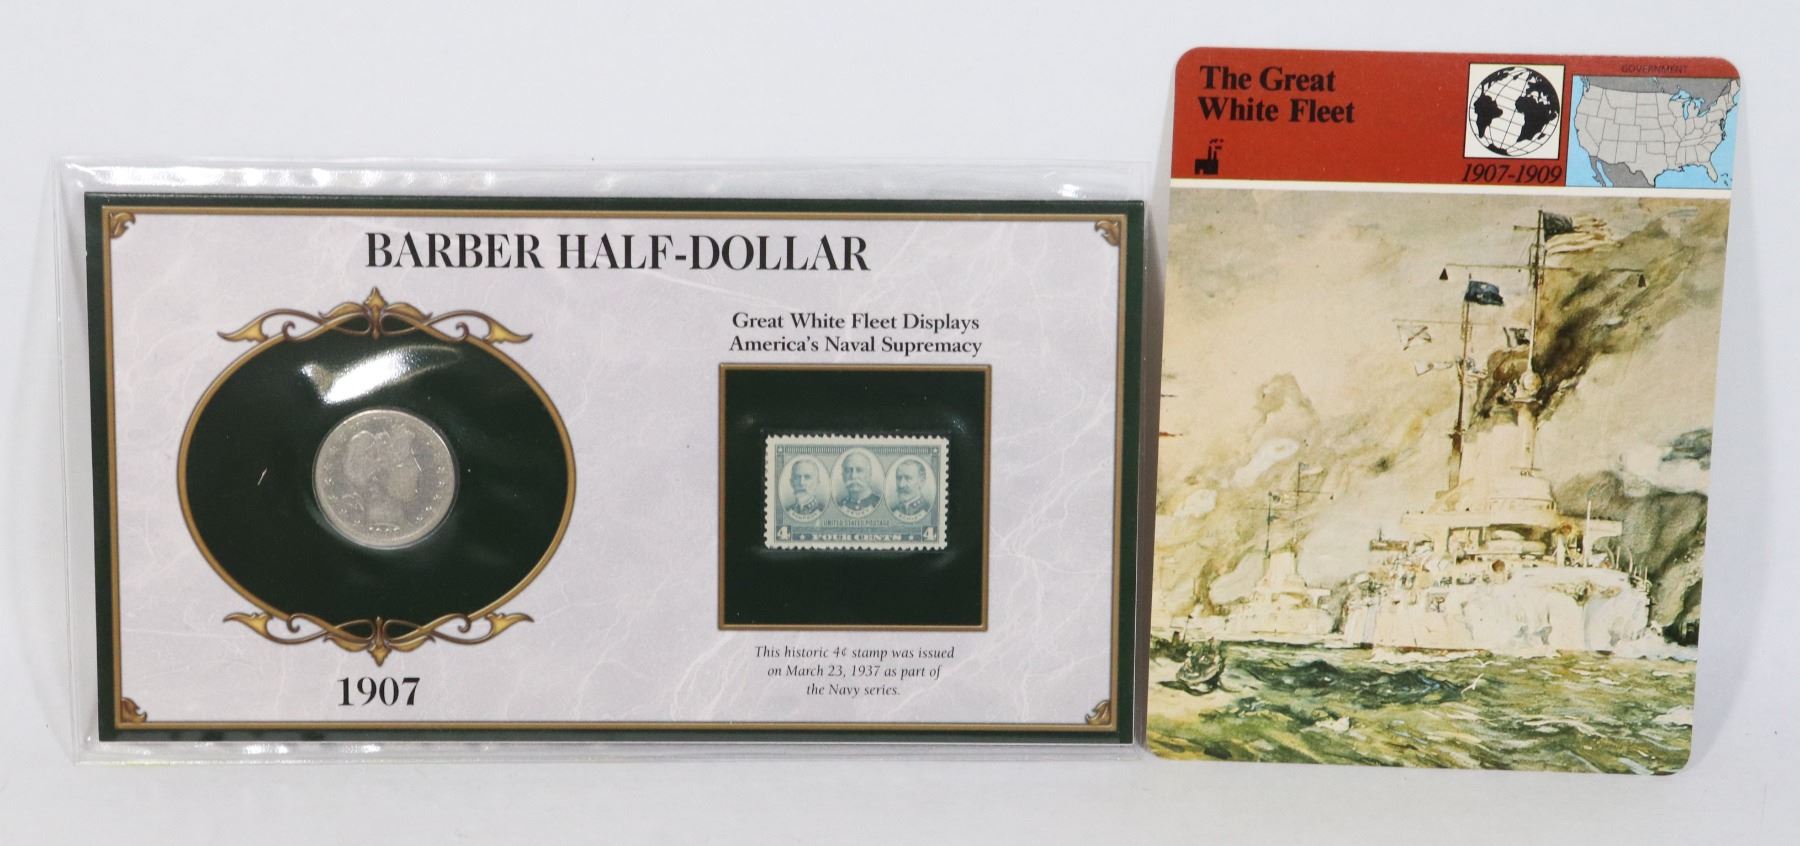 BARBER HALF-DOLLAR
Great White Fleet Displays
America's Naval Supremacy
UNITED STATES POSTAGE
4 FOUR CENTS 4
This historic 4¢ stamp was issued
on March 23, 1937 as part of
the Navy series.
1907
The Great
White Fleet
GOVERNMENT
1907-1909